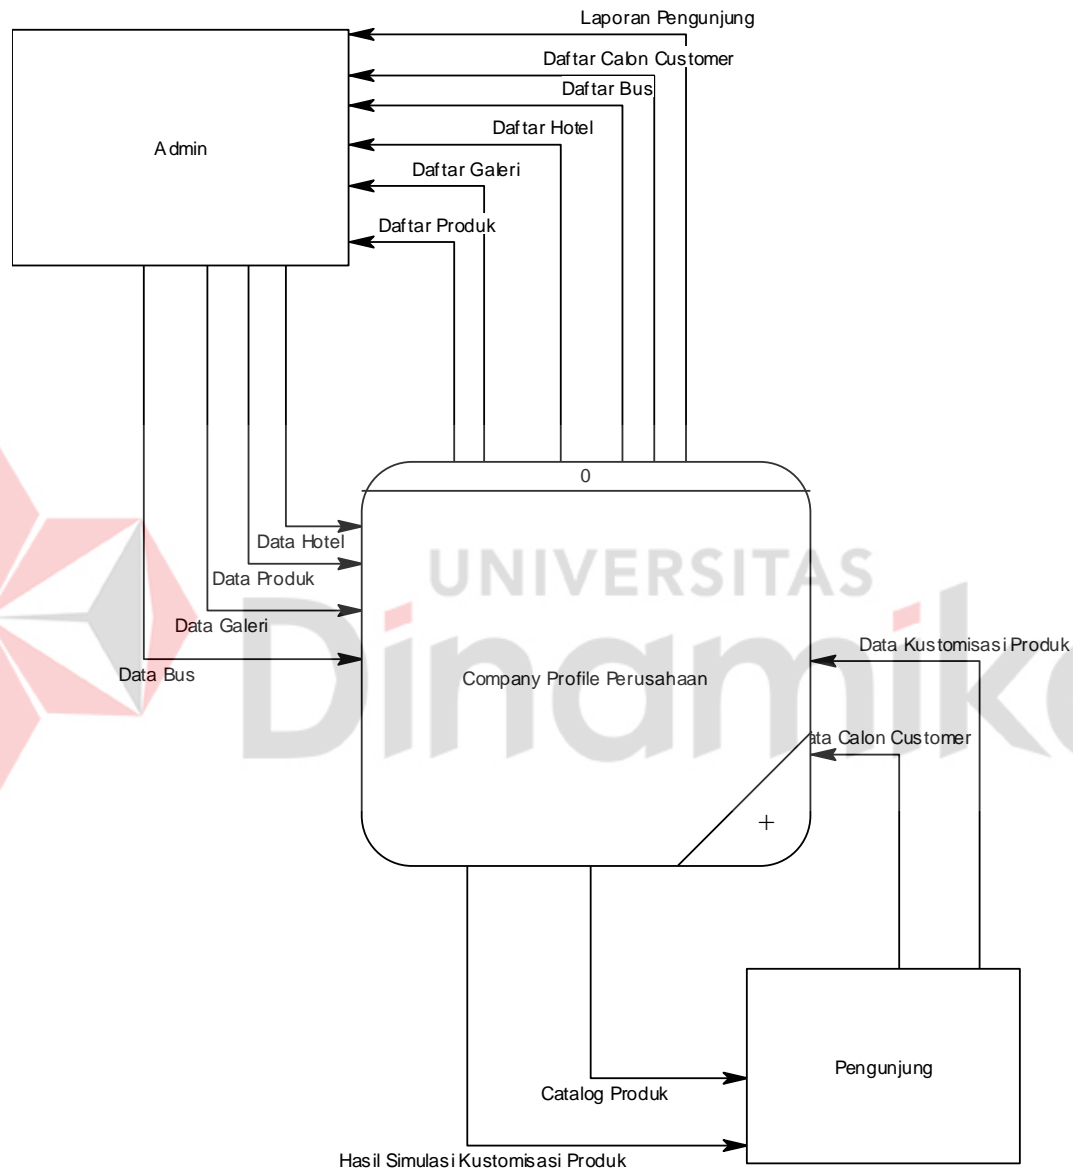 Laporan Pengunjung
Daftar Calon Customer
Daftar Bus
Daftar Hotel
Admin
Daftar Galeri
Daftar Produk
0
Data Hotel
UNIVERSITAS
Data Produk
Dinamika
Data Galeri
Data Kustomisasi Produk
Data Bus
Company Profile Perusahaan
ata Calon Customer
+
Pengunjung
Catalog Produk
Hasil Simulasi Kustomisasi Produk